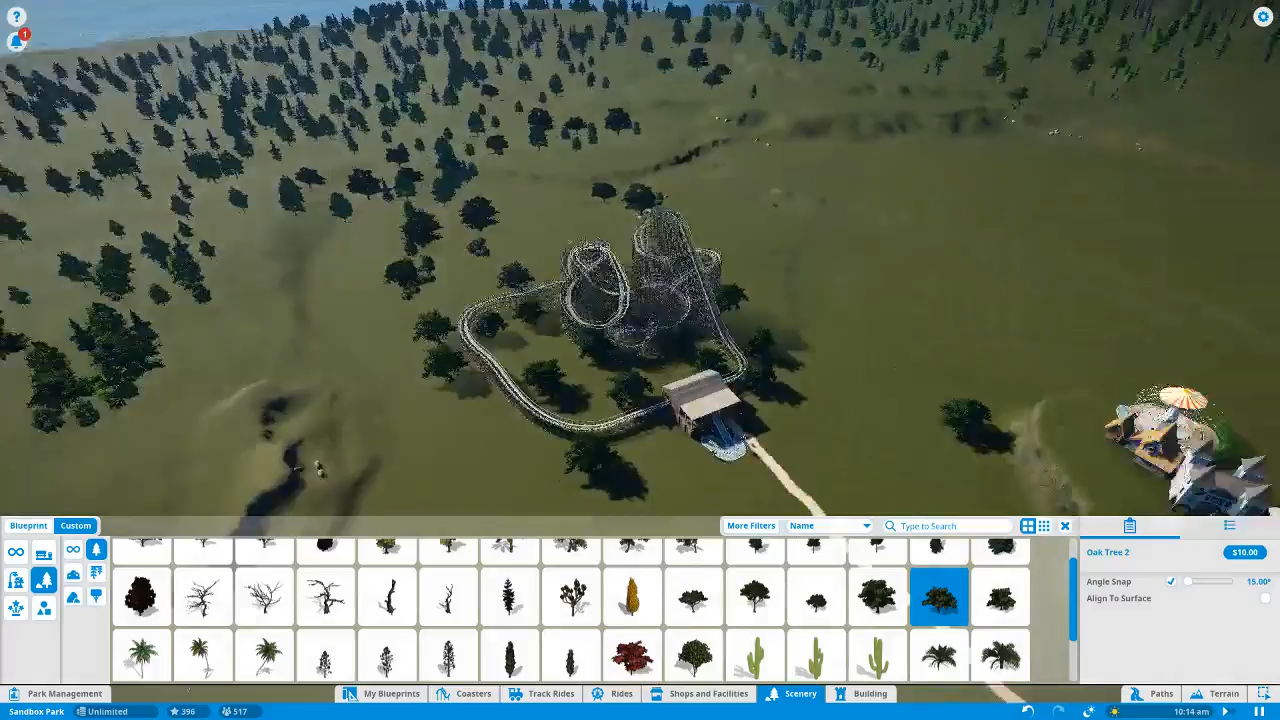 ?
1
Blueprint Custom
More Filters Name Type to Search
Oak Tree 2 $10.00
Angle Snap 15.00°
Align To Surface
Park Management My Blueprints Coasters Track Rides Rides Shops and Facilities Scenery Building Paths Terrain
Sandbox Park Unlimited 396 517 10:14 am